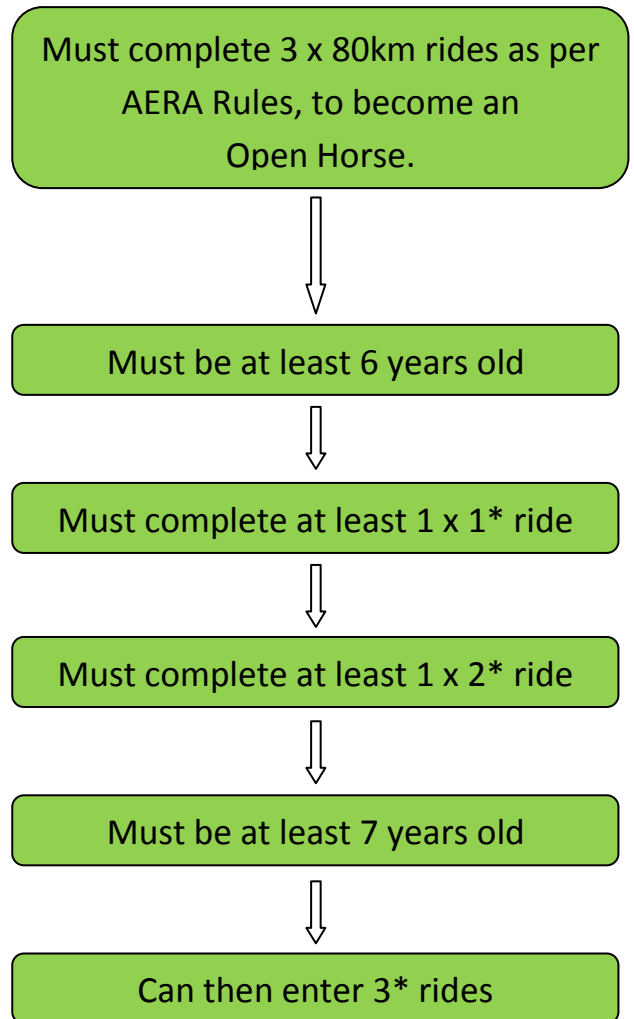 Must complete 3 x 80km rides as per
AERA Rules, to become an
Open Horse.
Must be at least 6 years old
Must complete at least 1 x 1* ride
Must complete at least 1 x 2* ride
Must be at least 7 years old
Can then enter 3* rides